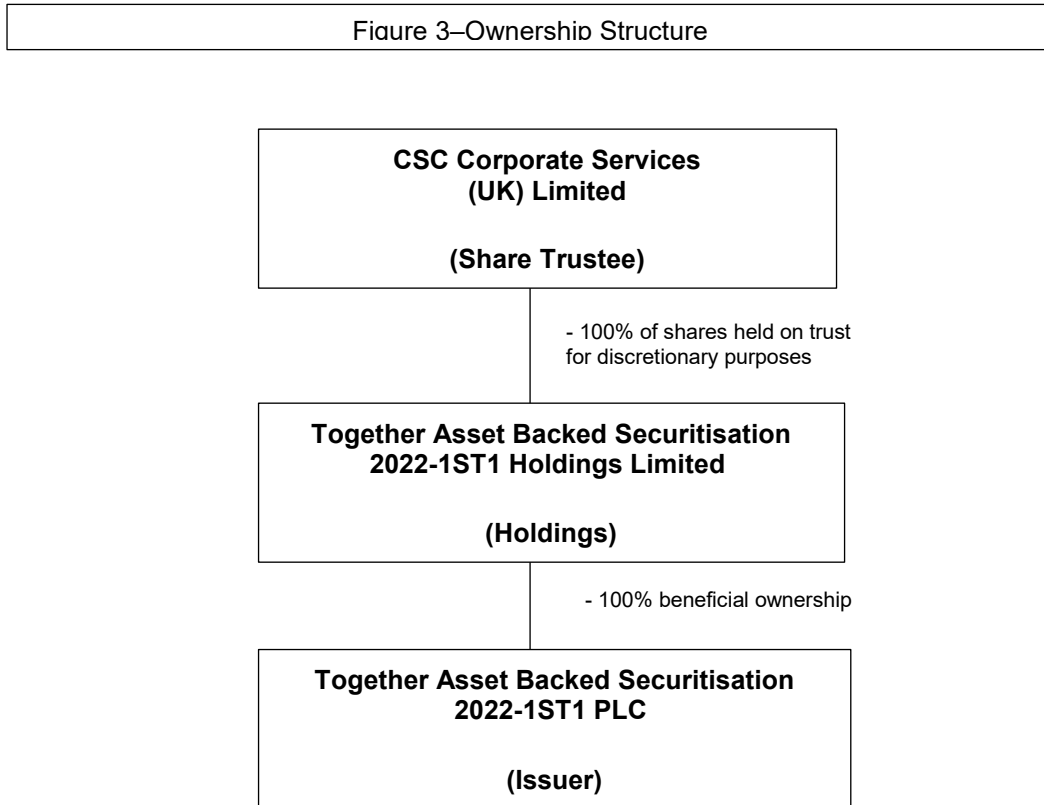 Figure 3–Ownership Structure
CSC Corporate Services
(UK) Limited
(Share Trustee)
- 100% of shares held on trust
for discretionary purposes
Together Asset Backed Securitisation
2022-1ST1 Holdings Limited
(Holdings)
- 100% beneficial ownership
Together Asset Backed Securitisation
2022-1ST1 PLC
(Issuer)